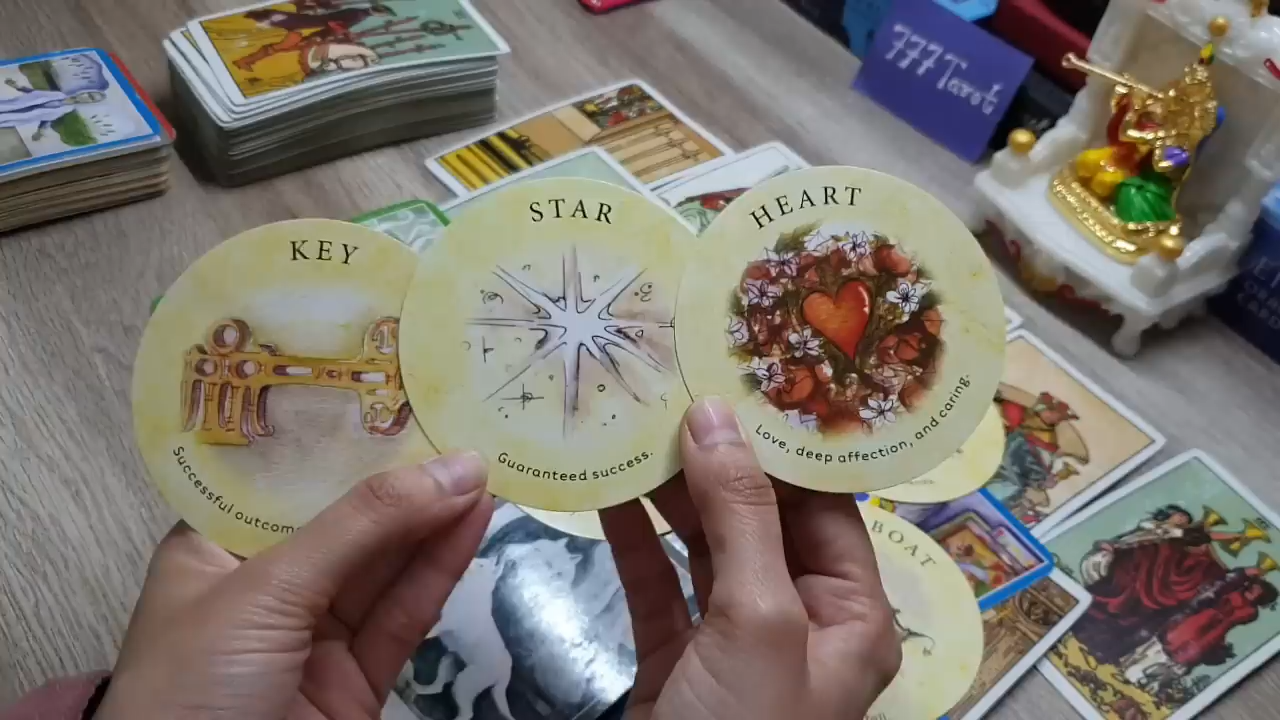 777 Tarot
KEY
Successful outcome
STAR
Guaranteed success.
HEART
Love, deep affection, and caring.
BOAT